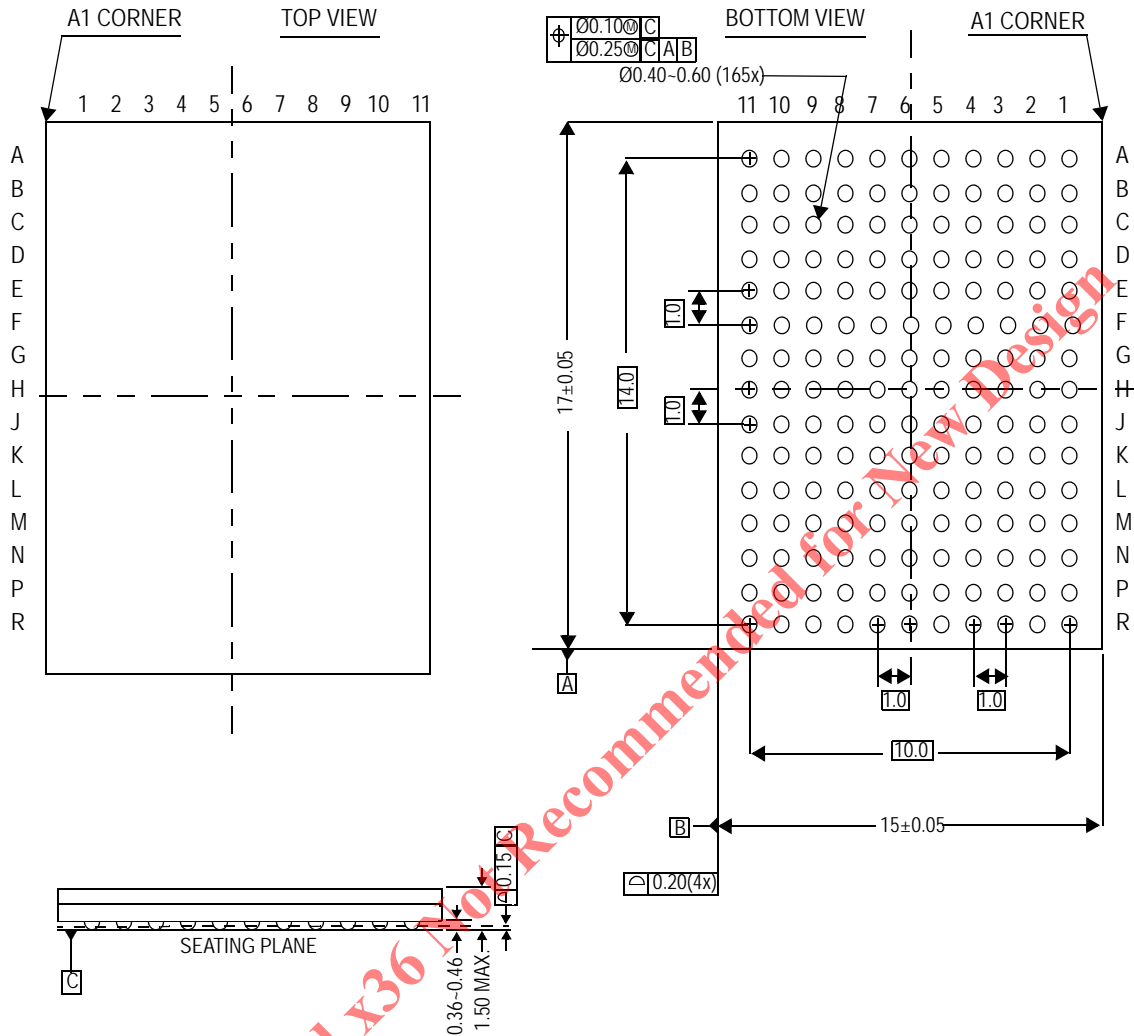 A1 CORNER
TOP VIEW
1 2 3 4 5 6 7 8 9 10 11
A
B
C
D
E
F
G
H
J
K
L
M
N
P
R
Ø0.10Ⓜ C
Ø0.25Ⓜ C A B
Ø0.40~0.60 (165x)
BOTTOM VIEW
A1 CORNER
11 10 9 8 7 6 5 4 3 2 1
A
B
C
D
E
F
G
H
J
K
L
M
N
P
R
17±0.05
14.0
1.0
1.0
A
1.0
1.0
10.0
B
15±0.05
0.20(4x)
0.15 C
SEATING PLANE
C
0.36~0.46
1.50 MAX.
x36 Not Recommended for New Design